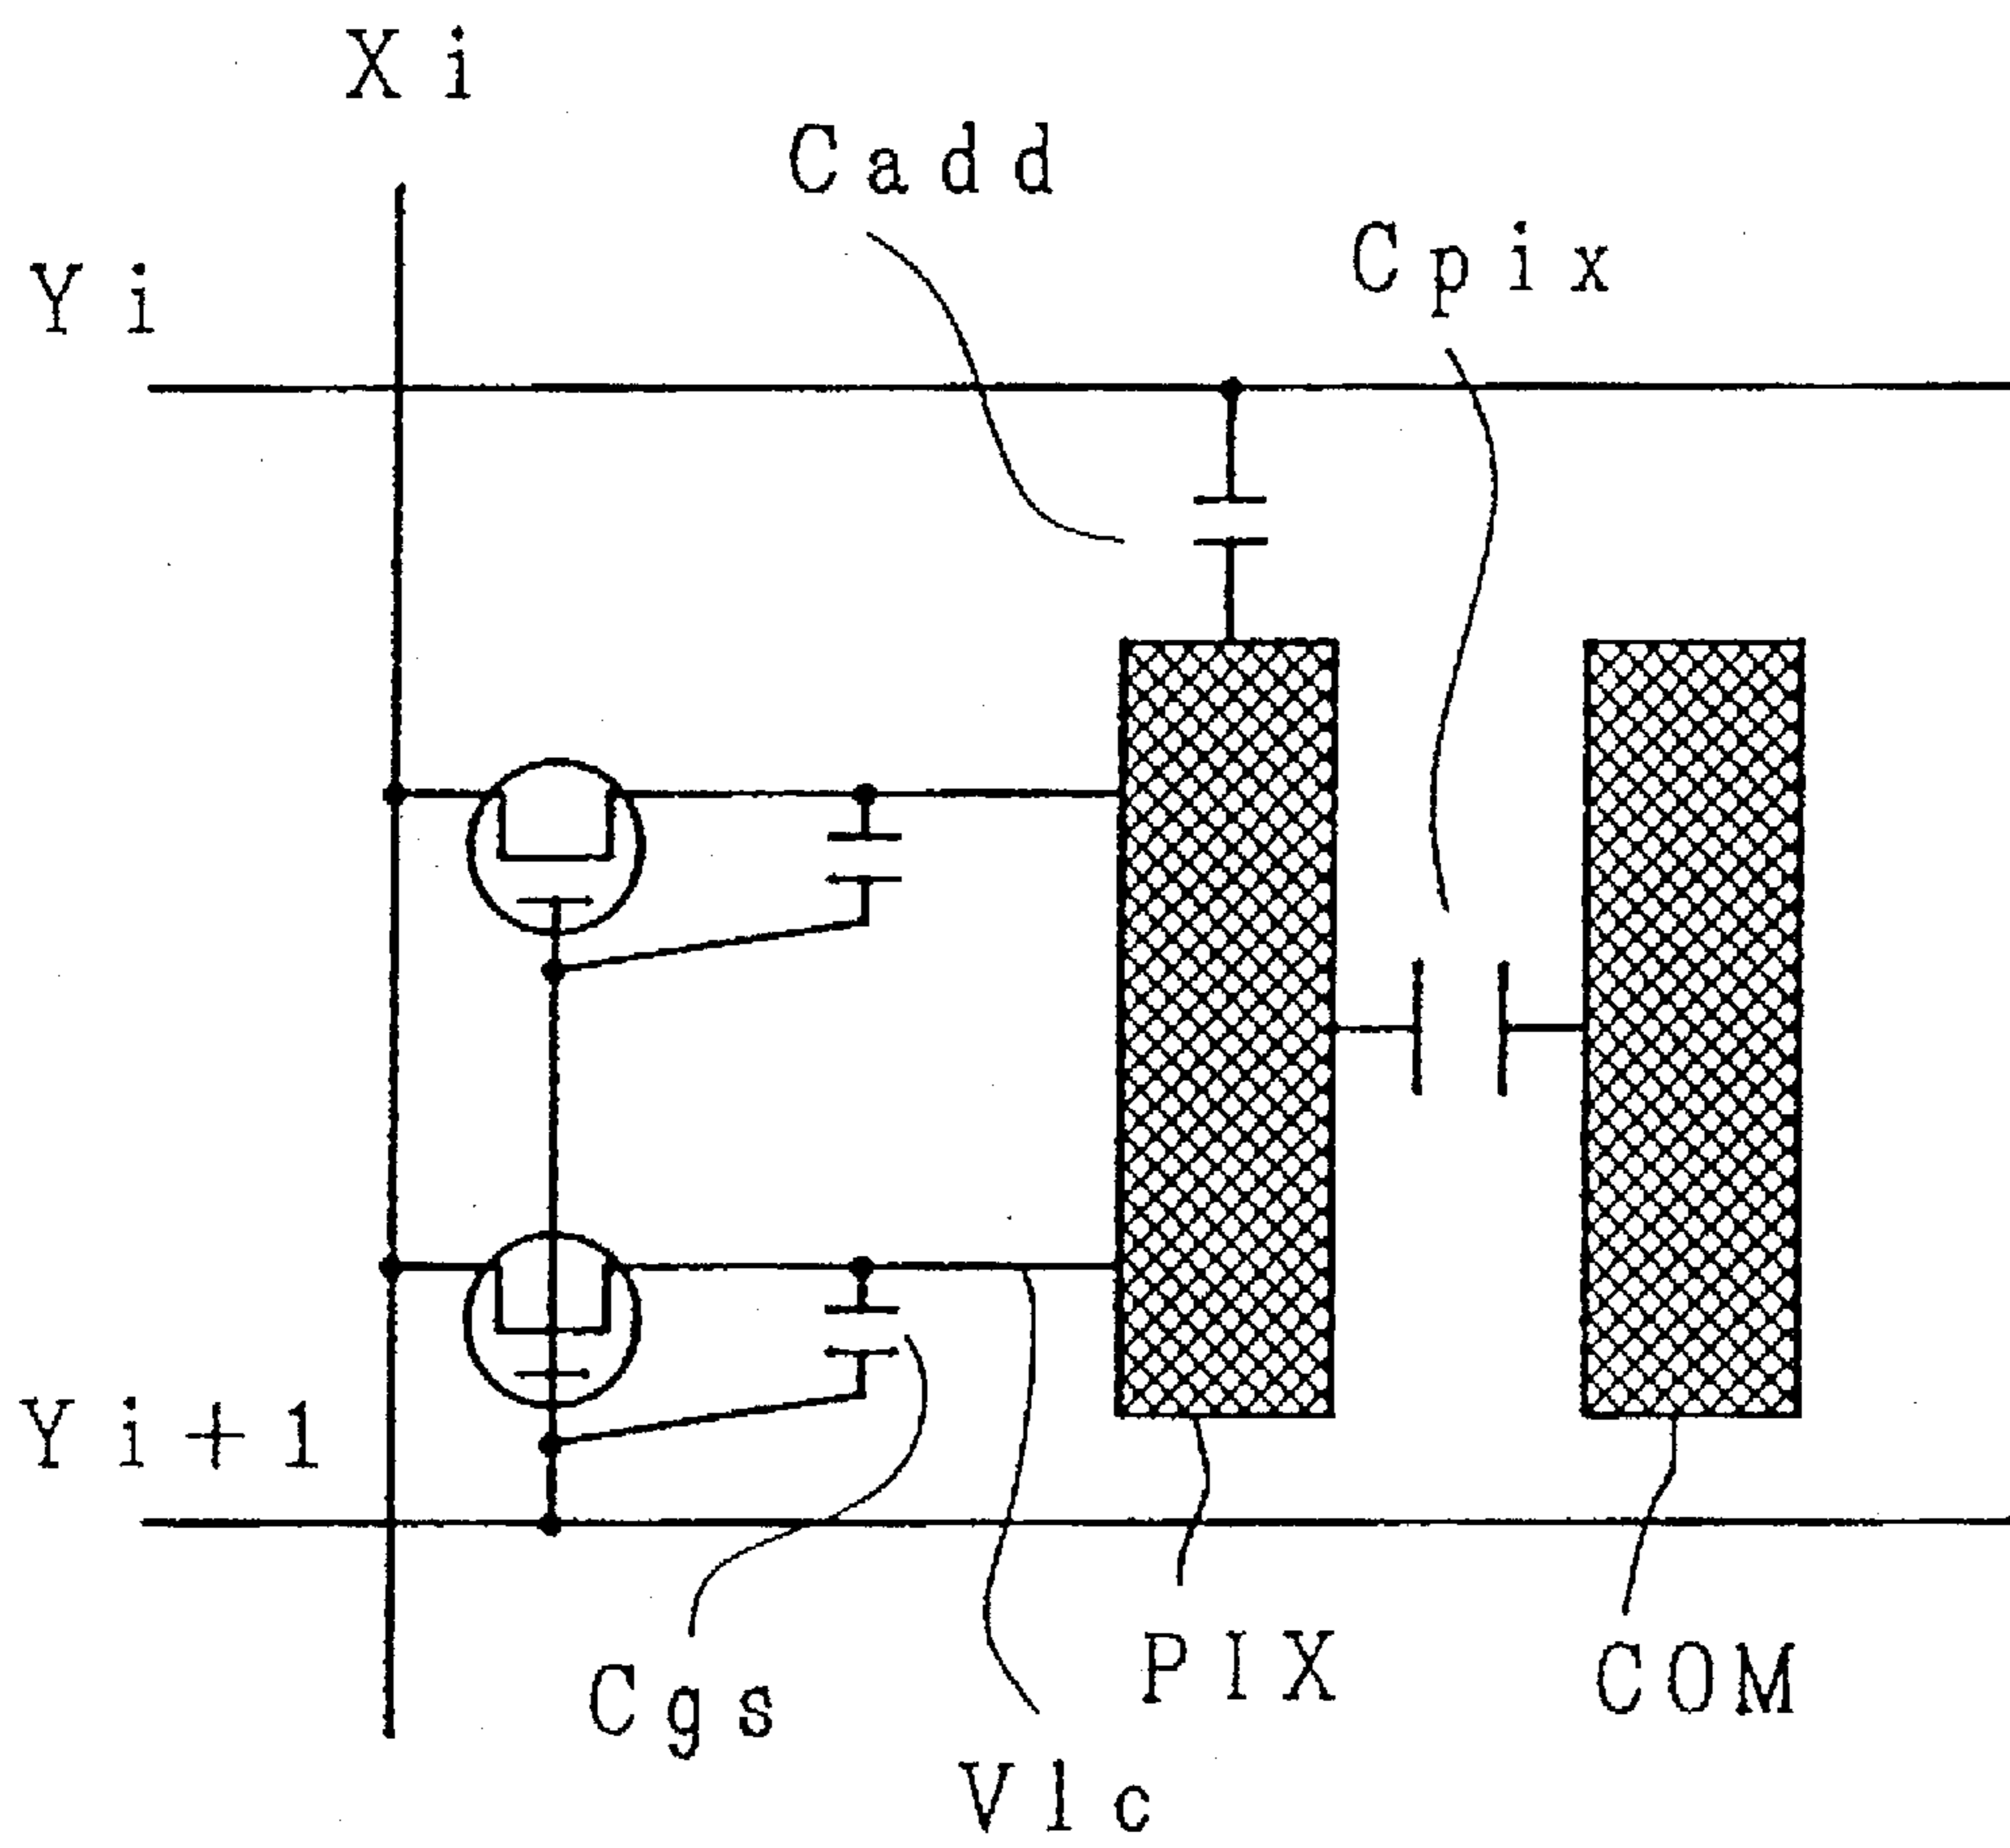 Xi
Cadd
Cpix
Yi
Yi+1
Cgs
Vlc
PIX
COM